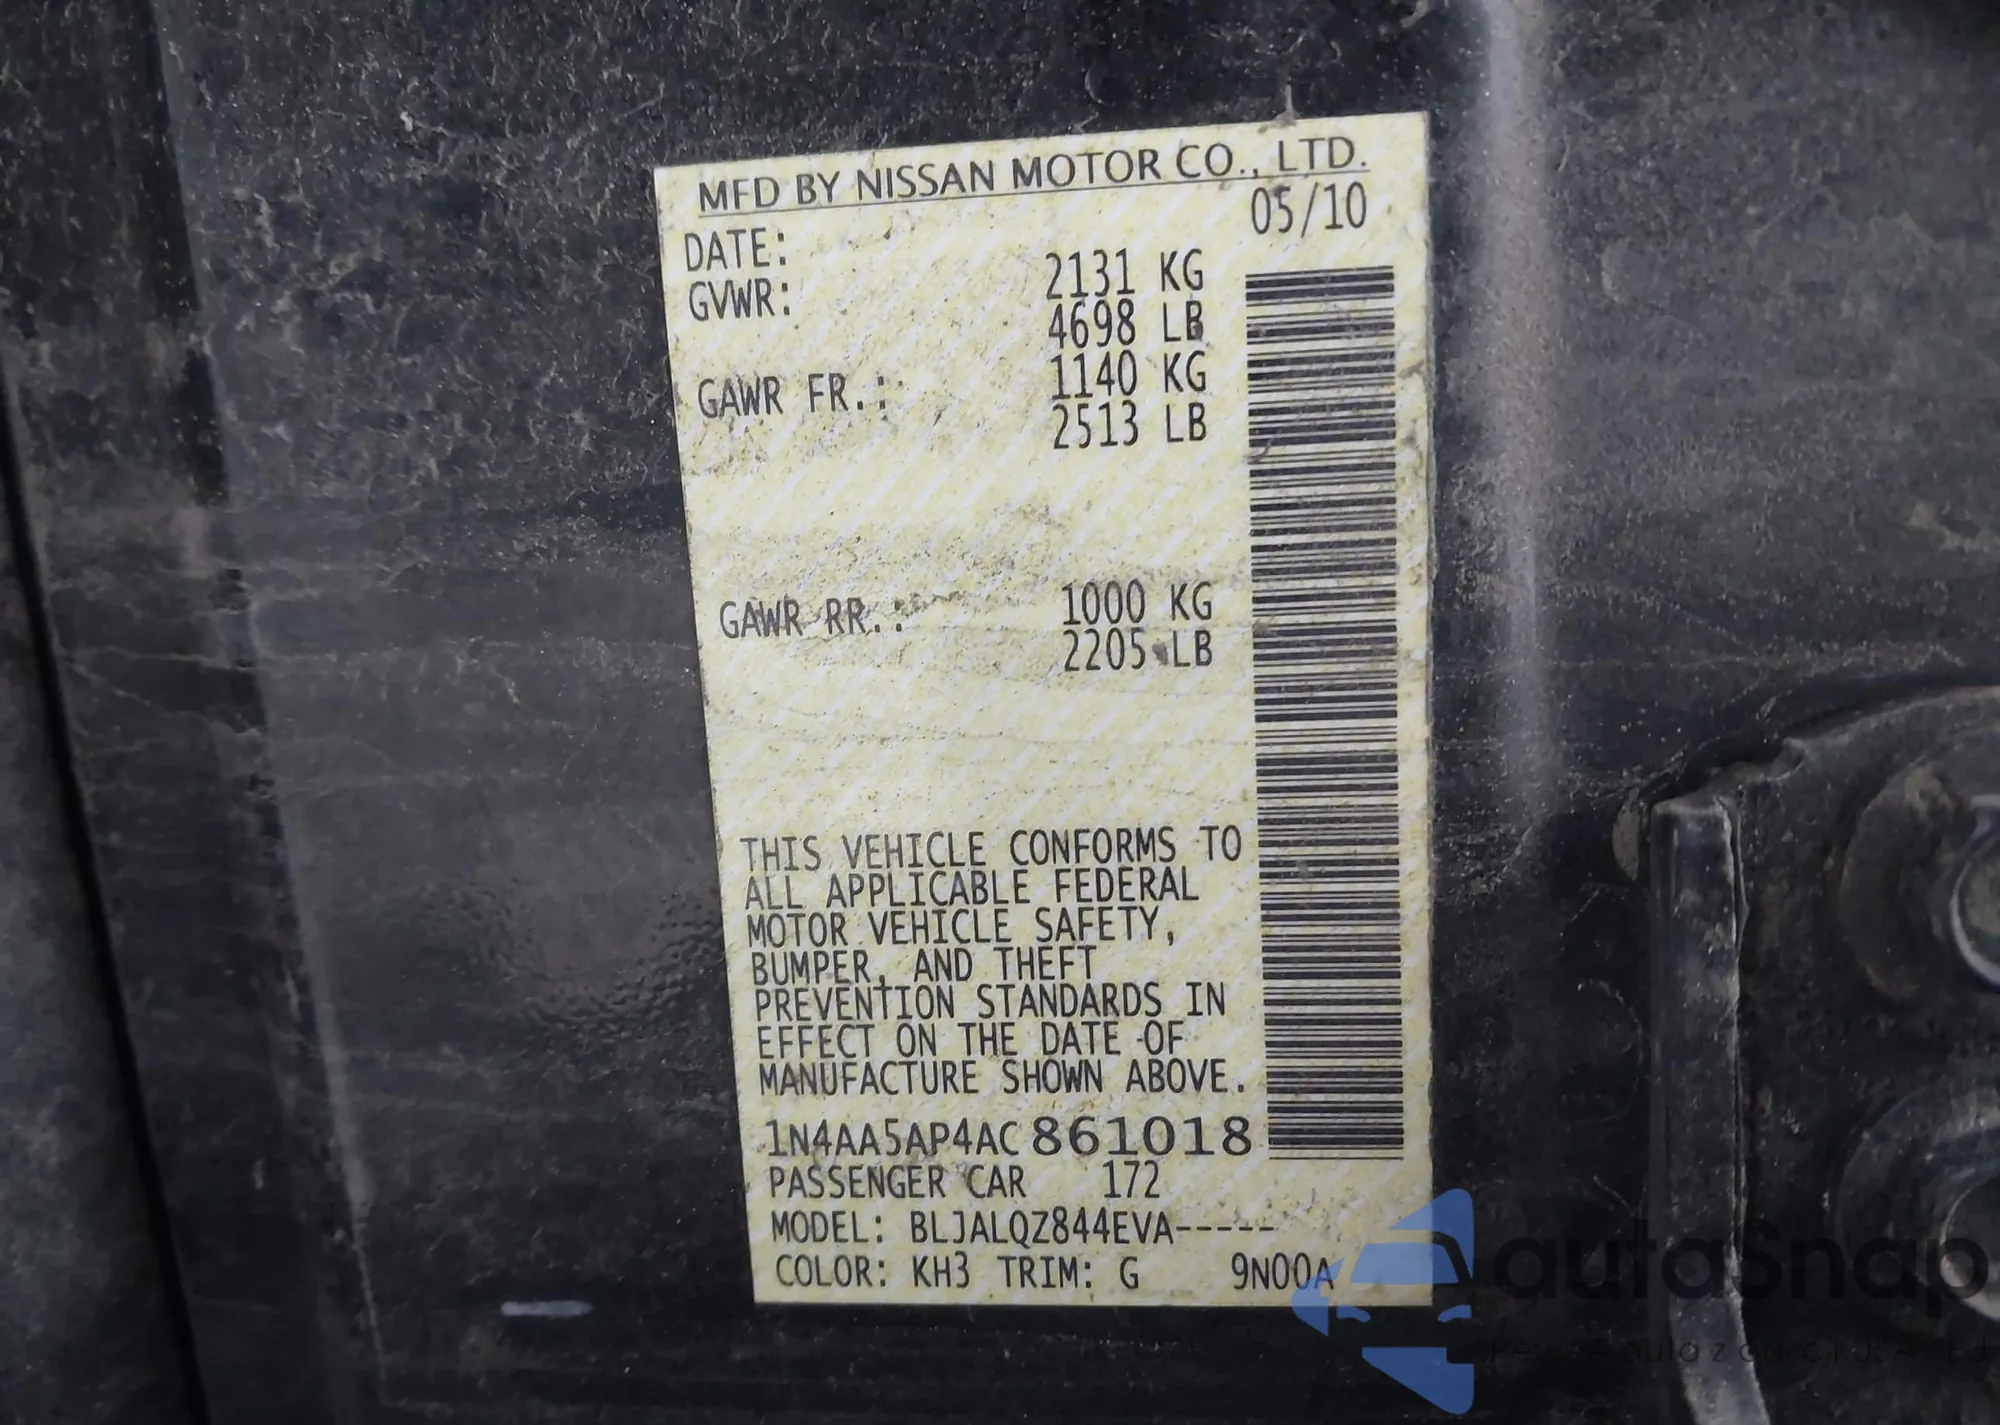 MFD BY NISSAN MOTOR CO., LTD.
DATE: 05/10
GVWR: 2131 KG
4698 LB
GAWR FR.: 1140 KG
2513 LB
GAWR RR.: 1000 KG
2205 LB
THIS VEHICLE CONFORMS TO
ALL APPLICABLE FEDERAL
MOTOR VEHICLE SAFETY,
BUMPER, AND THEFT
PREVENTION STANDARDS IN
EFFECT ON THE DATE OF
MANUFACTURE SHOWN ABOVE.
1N4AA5AP4AC861018
PASSENGER CAR 172
MODEL: BLJALQZ844EVA-----
COLOR: KH3 TRIM: G 9N00A
autoSnap